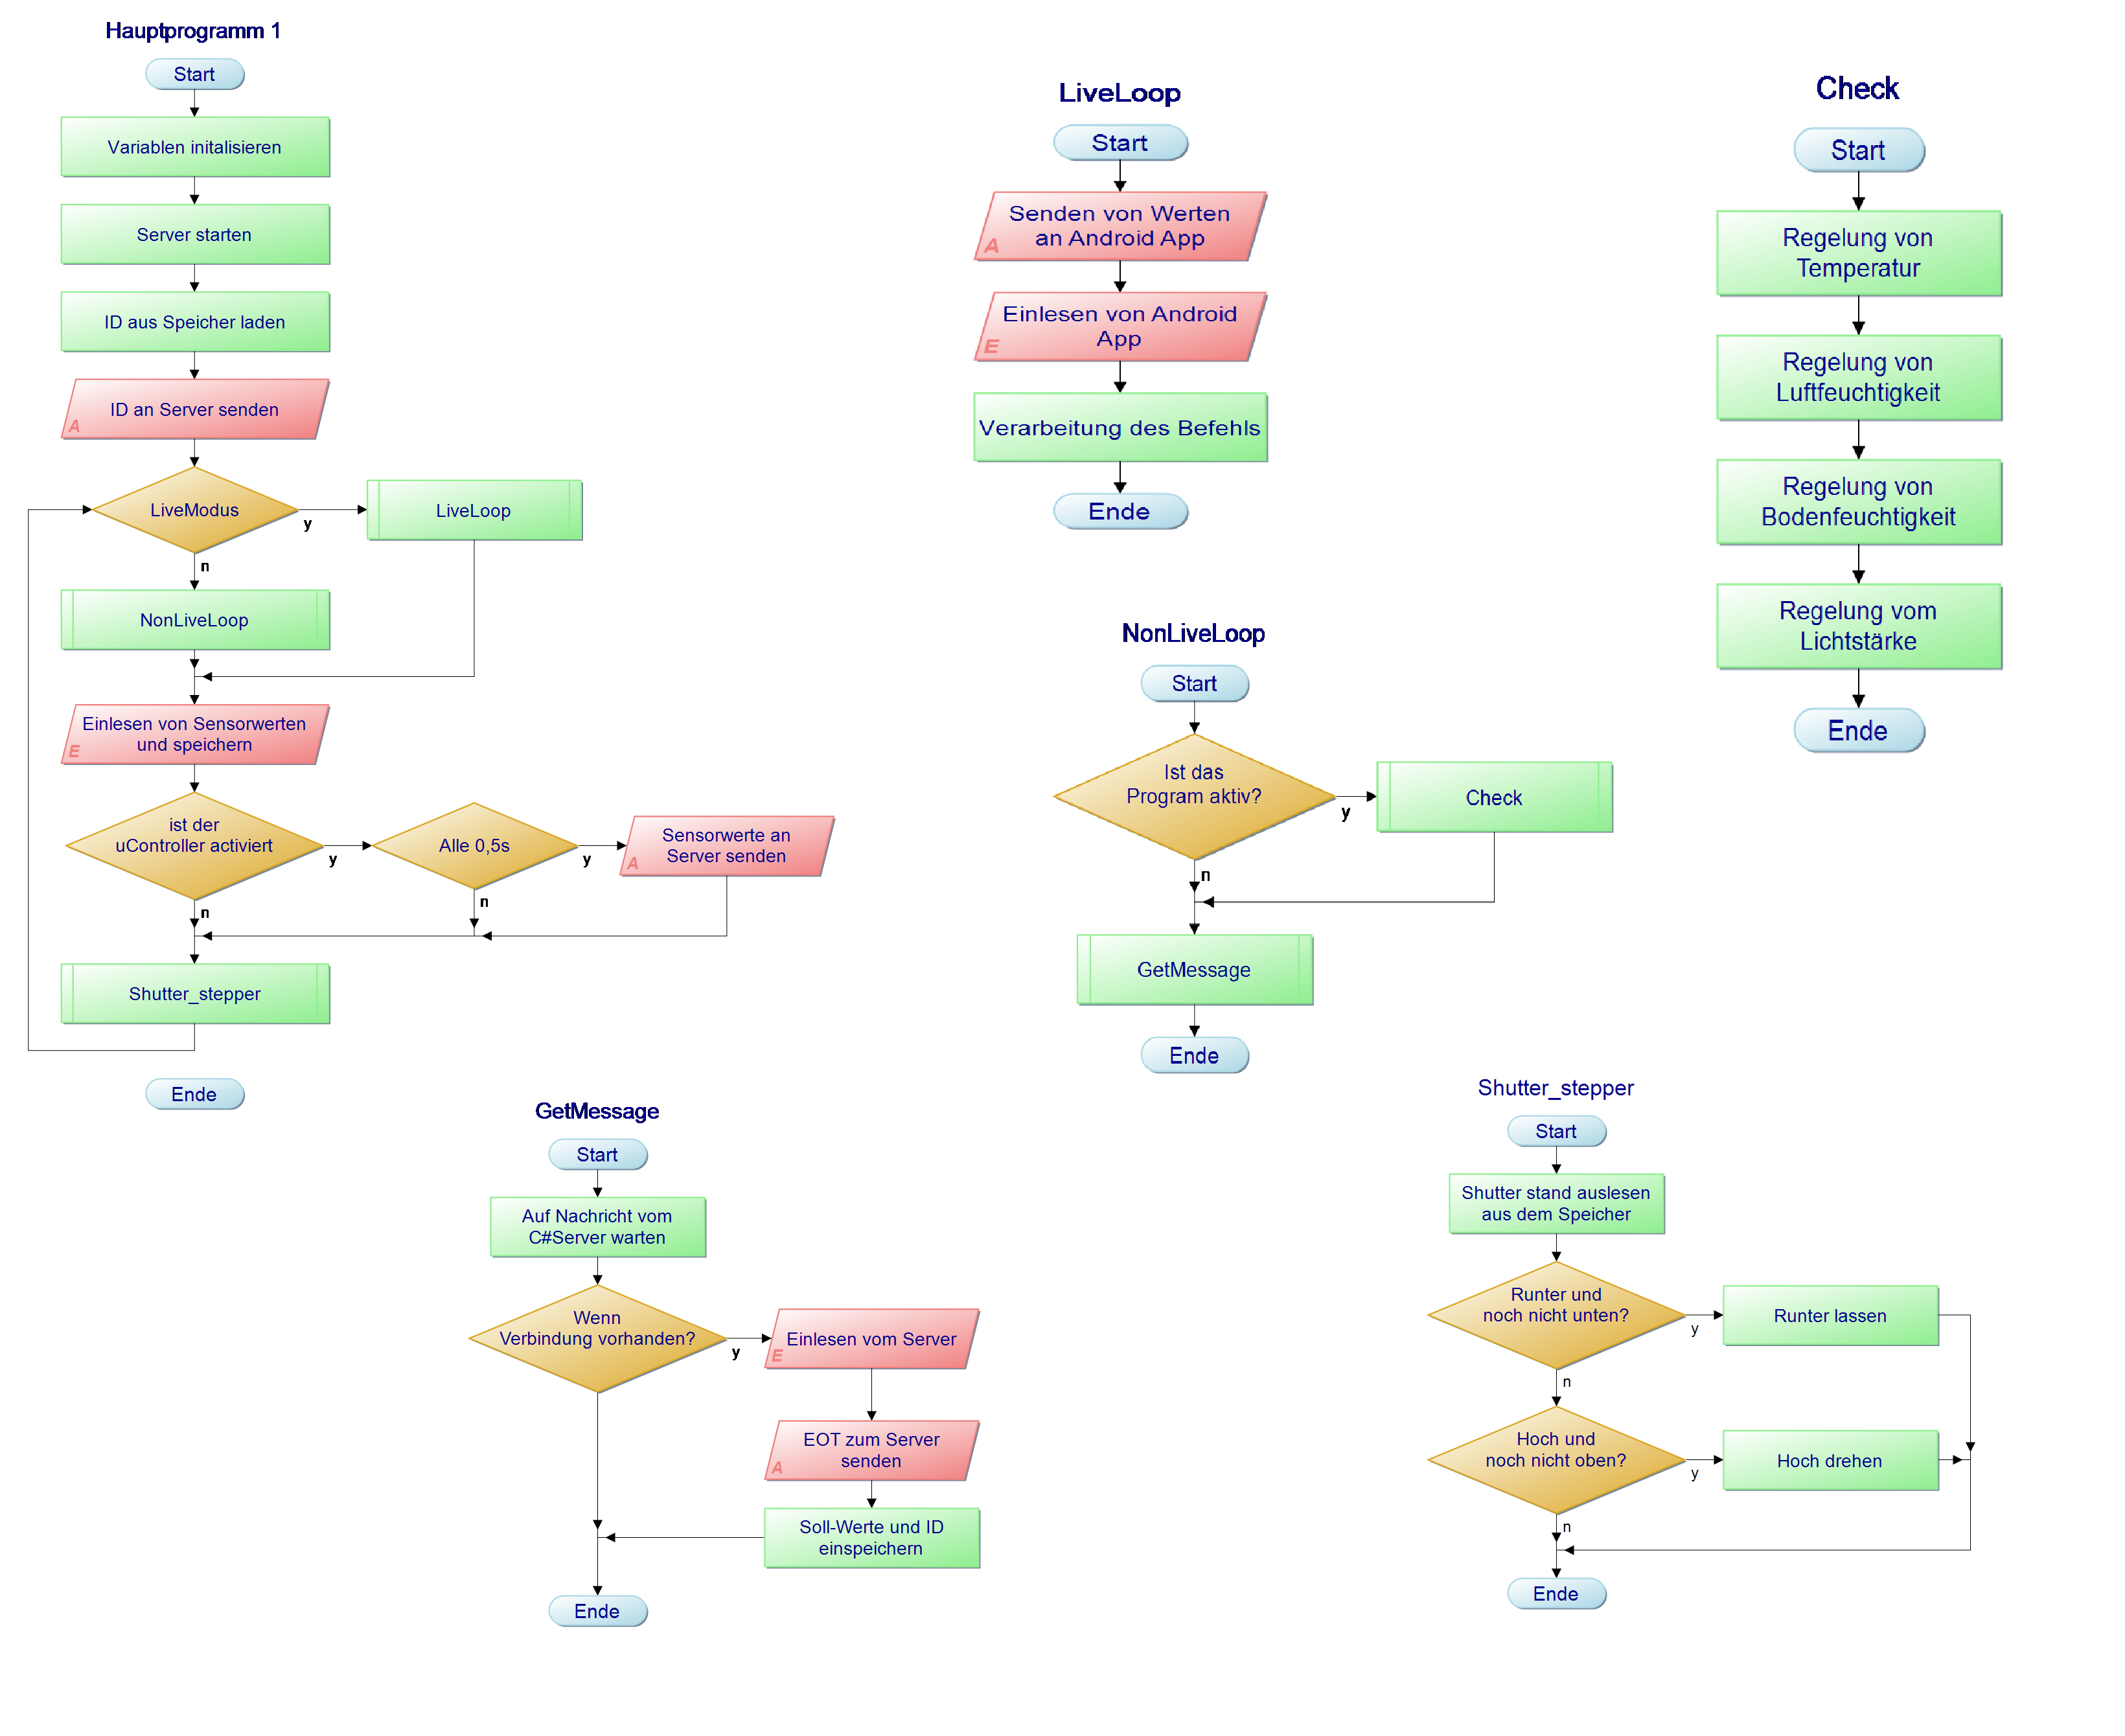 Hauptprogramm 1
Start
Variablen initalisieren
Server starten
ID aus Speicher laden
ID an Server senden
A
LiveModus
y
LiveLoop
n
NonLiveLoop
Einlesen von Sensorwerten
und speichern
E
ist der
uController activiert
y
Alle 0,5s
y
Sensorwerte an
Server senden
A
n
n
Shutter_stepper
Ende
LiveLoop
Start
Senden von Werten
an Android App
A
Einlesen von Android
App
E
Verarbeitung des Befehls
Ende
Check
Start
Regelung von
Temperatur
Regelung von
Luftfeuchtigkeit
Regelung von
Bodenfeuchtigkeit
Regelung vom
Lichtstärke
Ende
NonLiveLoop
Start
Ist das
Program aktiv?
y
Check
n
GetMessage
Ende
GetMessage
Start
Auf Nachricht vom
C#Server warten
Wenn
Verbindung vorhanden?
y
Einlesen vom Server
E
EOT zum Server
senden
A
Soll-Werte und ID
einspeichern
Ende
Shutter_stepper
Start
Shutter stand auslesen
aus dem Speicher
Runter und
noch nicht unten?
y
Runter lassen
n
Hoch und
noch nicht oben?
y
Hoch drehen
n
Ende